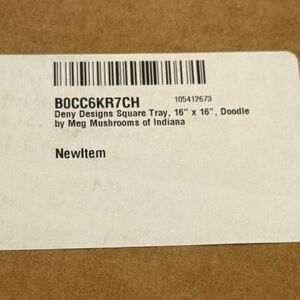 B0CC6KR7CH 105412673
Deny Designs Square Tray, 16" x 16", Doodle
by Meg Mushrooms of Indiana
NewItem